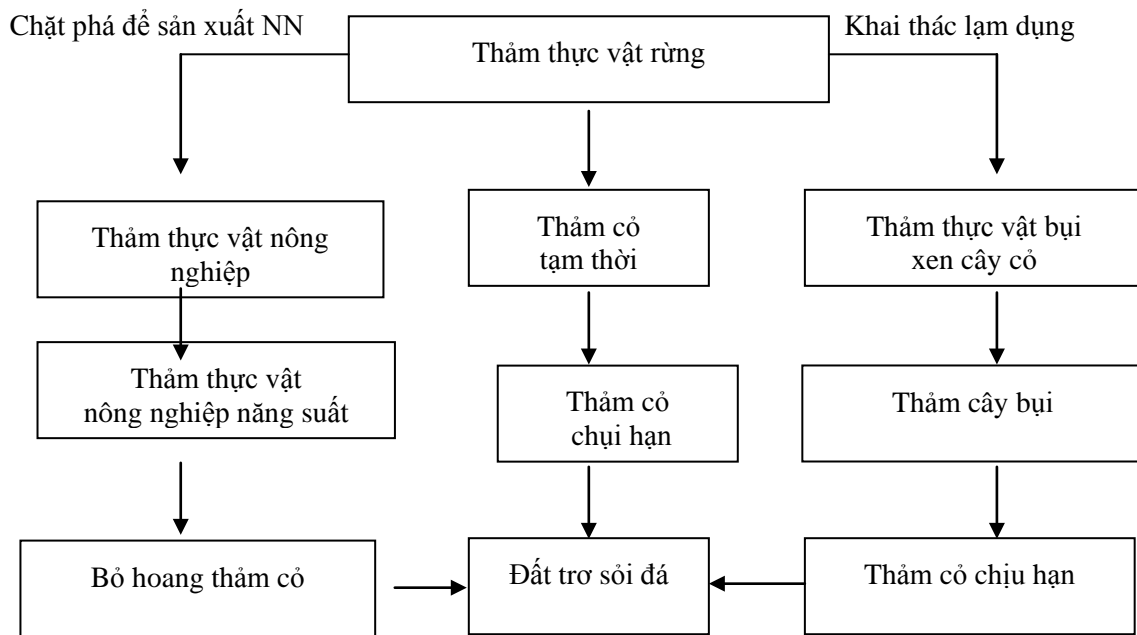 Chặt phá để sản xuất NN
Khai thác lạm dụng
Thảm thực vật rừng
Thảm thực vật nông
nghiệp
Thảm cỏ
tạm thời
Thảm thực vật bụi
xen cây cỏ
Thảm thực vật
nông nghiệp năng suất
Thảm cỏ
chụi hạn
Thảm cây bụi
Bỏ hoang thảm cỏ
Đất trơ sỏi đá
Thảm cỏ chịu hạn